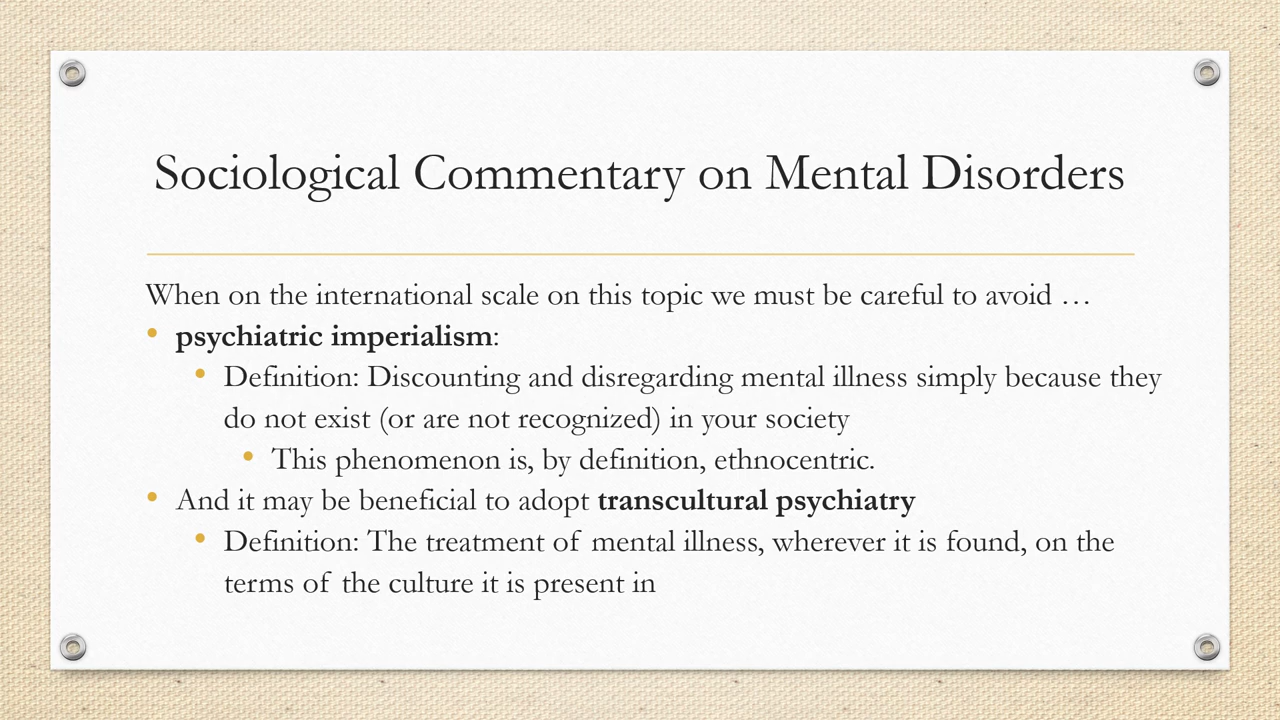 Sociological Commentary on Mental Disorders
When on the international scale on this topic we must be careful to avoid …
• psychiatric imperialism:
• Definition: Discounting and disregarding mental illness simply because they
do not exist (or are not recognized) in your society
• This phenomenon is, by definition, ethnocentric.
• And it may be beneficial to adopt transcultural psychiatry
• Definition: The treatment of mental illness, wherever it is found, on the
terms of the culture it is present in